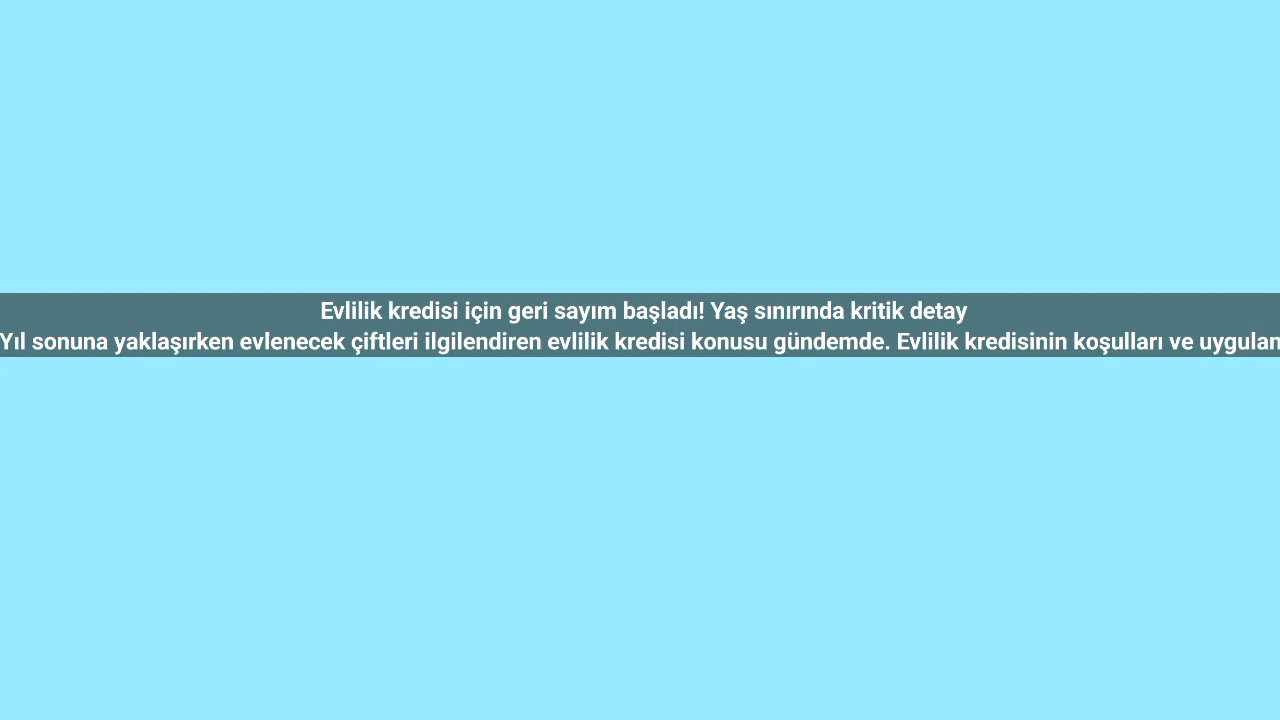 Evlilik kredisi için geri sayım başladı! Yaş sınırında kritik detay
Yıl sonuna yaklaşırken evlenecek çiftleri ilgilendiren evlilik kredisi konusu gündemde. Evlilik kredisinin koşulları ve uygulan